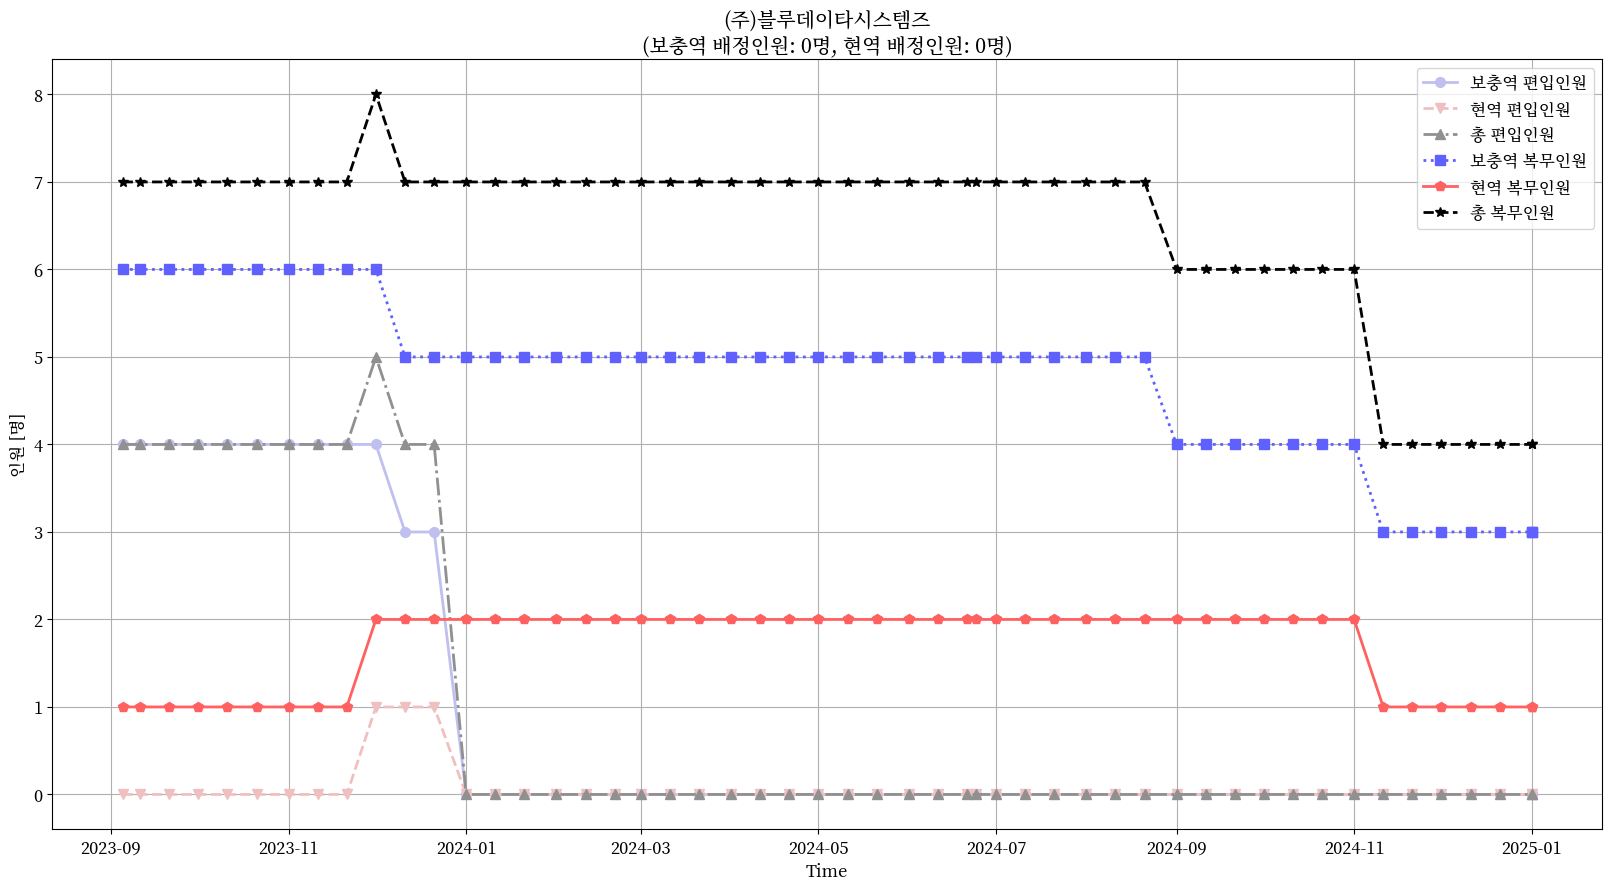 (주)블루데이타시스템즈
(보충역 배정인원: 0명, 현역 배정인원: 0명)
보충역 편입인원
현역 편입인원
총 편입인원
보충역 복무인원
현역 복무인원
총 복무인원
인원 [명]
8
7
6
5
4
3
2
1
0
2023-09
2023-11
2024-01
2024-03
2024-05
2024-07
2024-09
2024-11
2025-01
Time